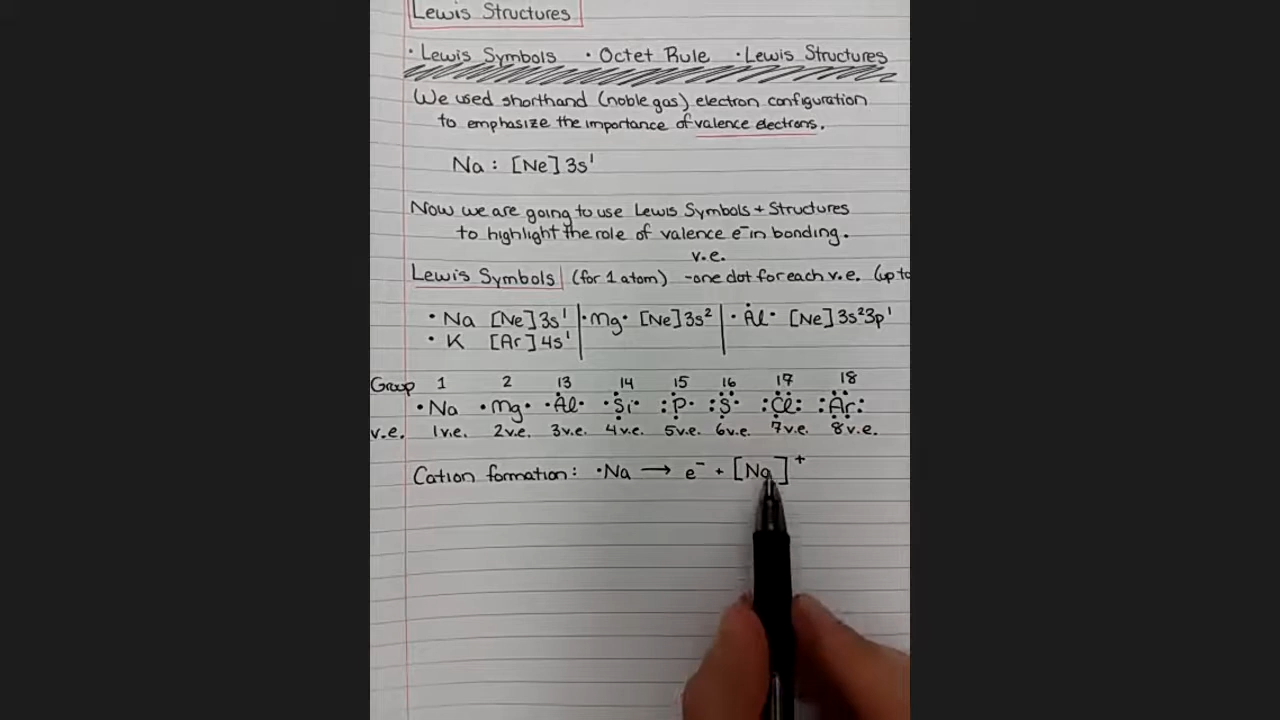 Lewis Structures
· Lewis Symbols · Octet Rule · Lewis Structures
We used shorthand (noble gas) electron configuration
to emphasize the importance of valence electrons.
Na : [Ne] 3s¹
Now we are going to use Lewis Symbols + Structures
to highlight the role of valence e⁻ in bonding.
v.e.
Lewis Symbols (for 1 atom) - one dot for each v.e. (up to
· Na [Ne] 3s¹ · Mg · [Ne] 3s² · Al · [Ne] 3s² 3p¹
· K [Ar] 4s¹
Group 1 2 13 14 15 16 17 18
· Na · Mg · · Al · · Si · : P · : S · : Cl : : Ar :
v.e. 1 v.e. 2 v.e. 3 v.e. 4 v.e. 5 v.e. 6 v.e. 7 v.e. 8 v.e.
Cation formation: · Na → e⁻ + [Na]⁺